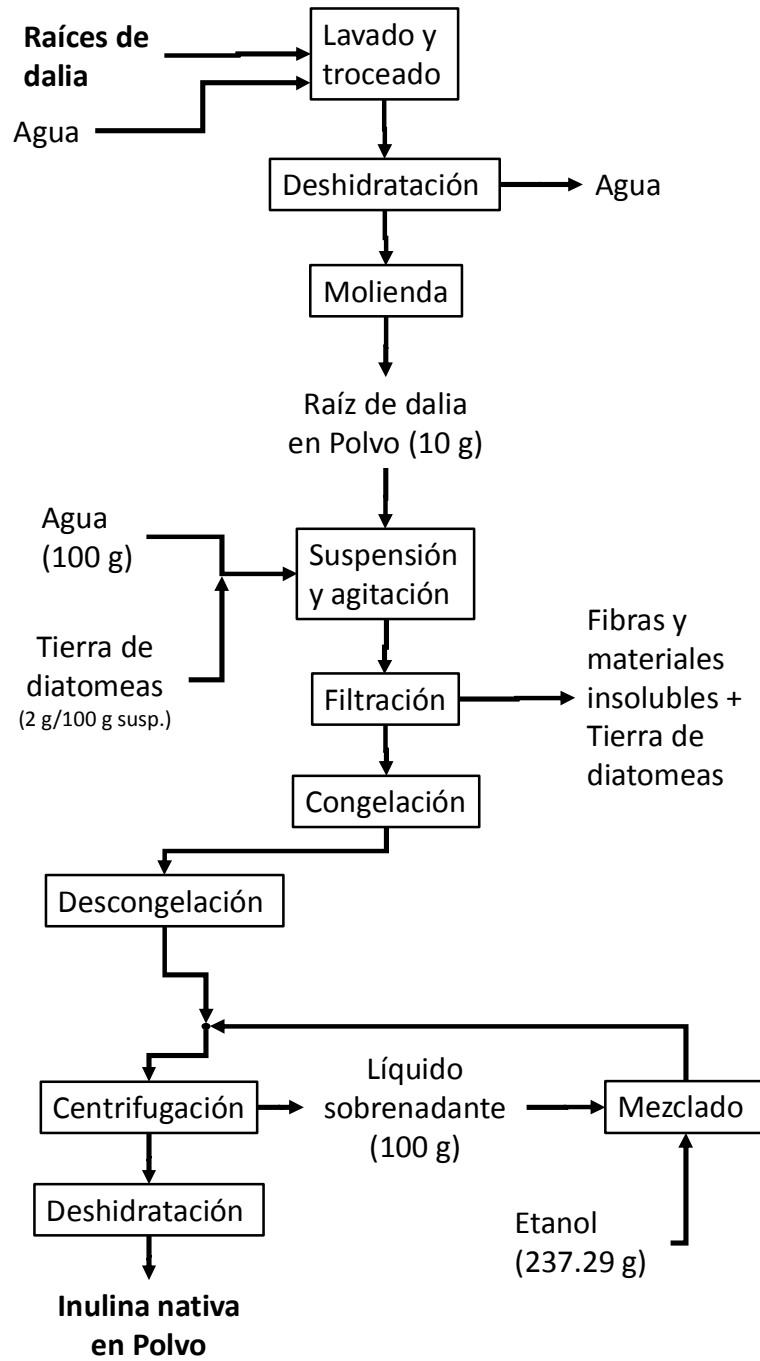 Raíces de
dalia
Lavado y
troceado
Agua
Deshidratación
Agua
Molienda
Raíz de dalia
en Polvo (10 g)
Agua
(100 g)
Suspensión
y agitación
Tierra de
diatomeas
(2 g/100 g susp.)
Filtración
Fibras y
materiales
insolubles +
Tierra de
diatomeas
Congelación
Descongelación
Centrifugación
Líquido
sobrenadante
(100 g)
Mezclado
Deshidratación
Etanol
(237.29 g)
Inulina nativa
en Polvo